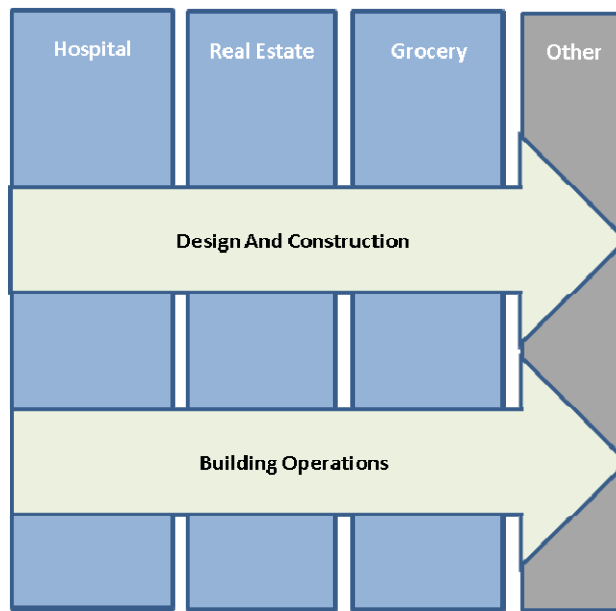 Hospital
Real Estate
Grocery
Other
Design And Construction
Building Operations